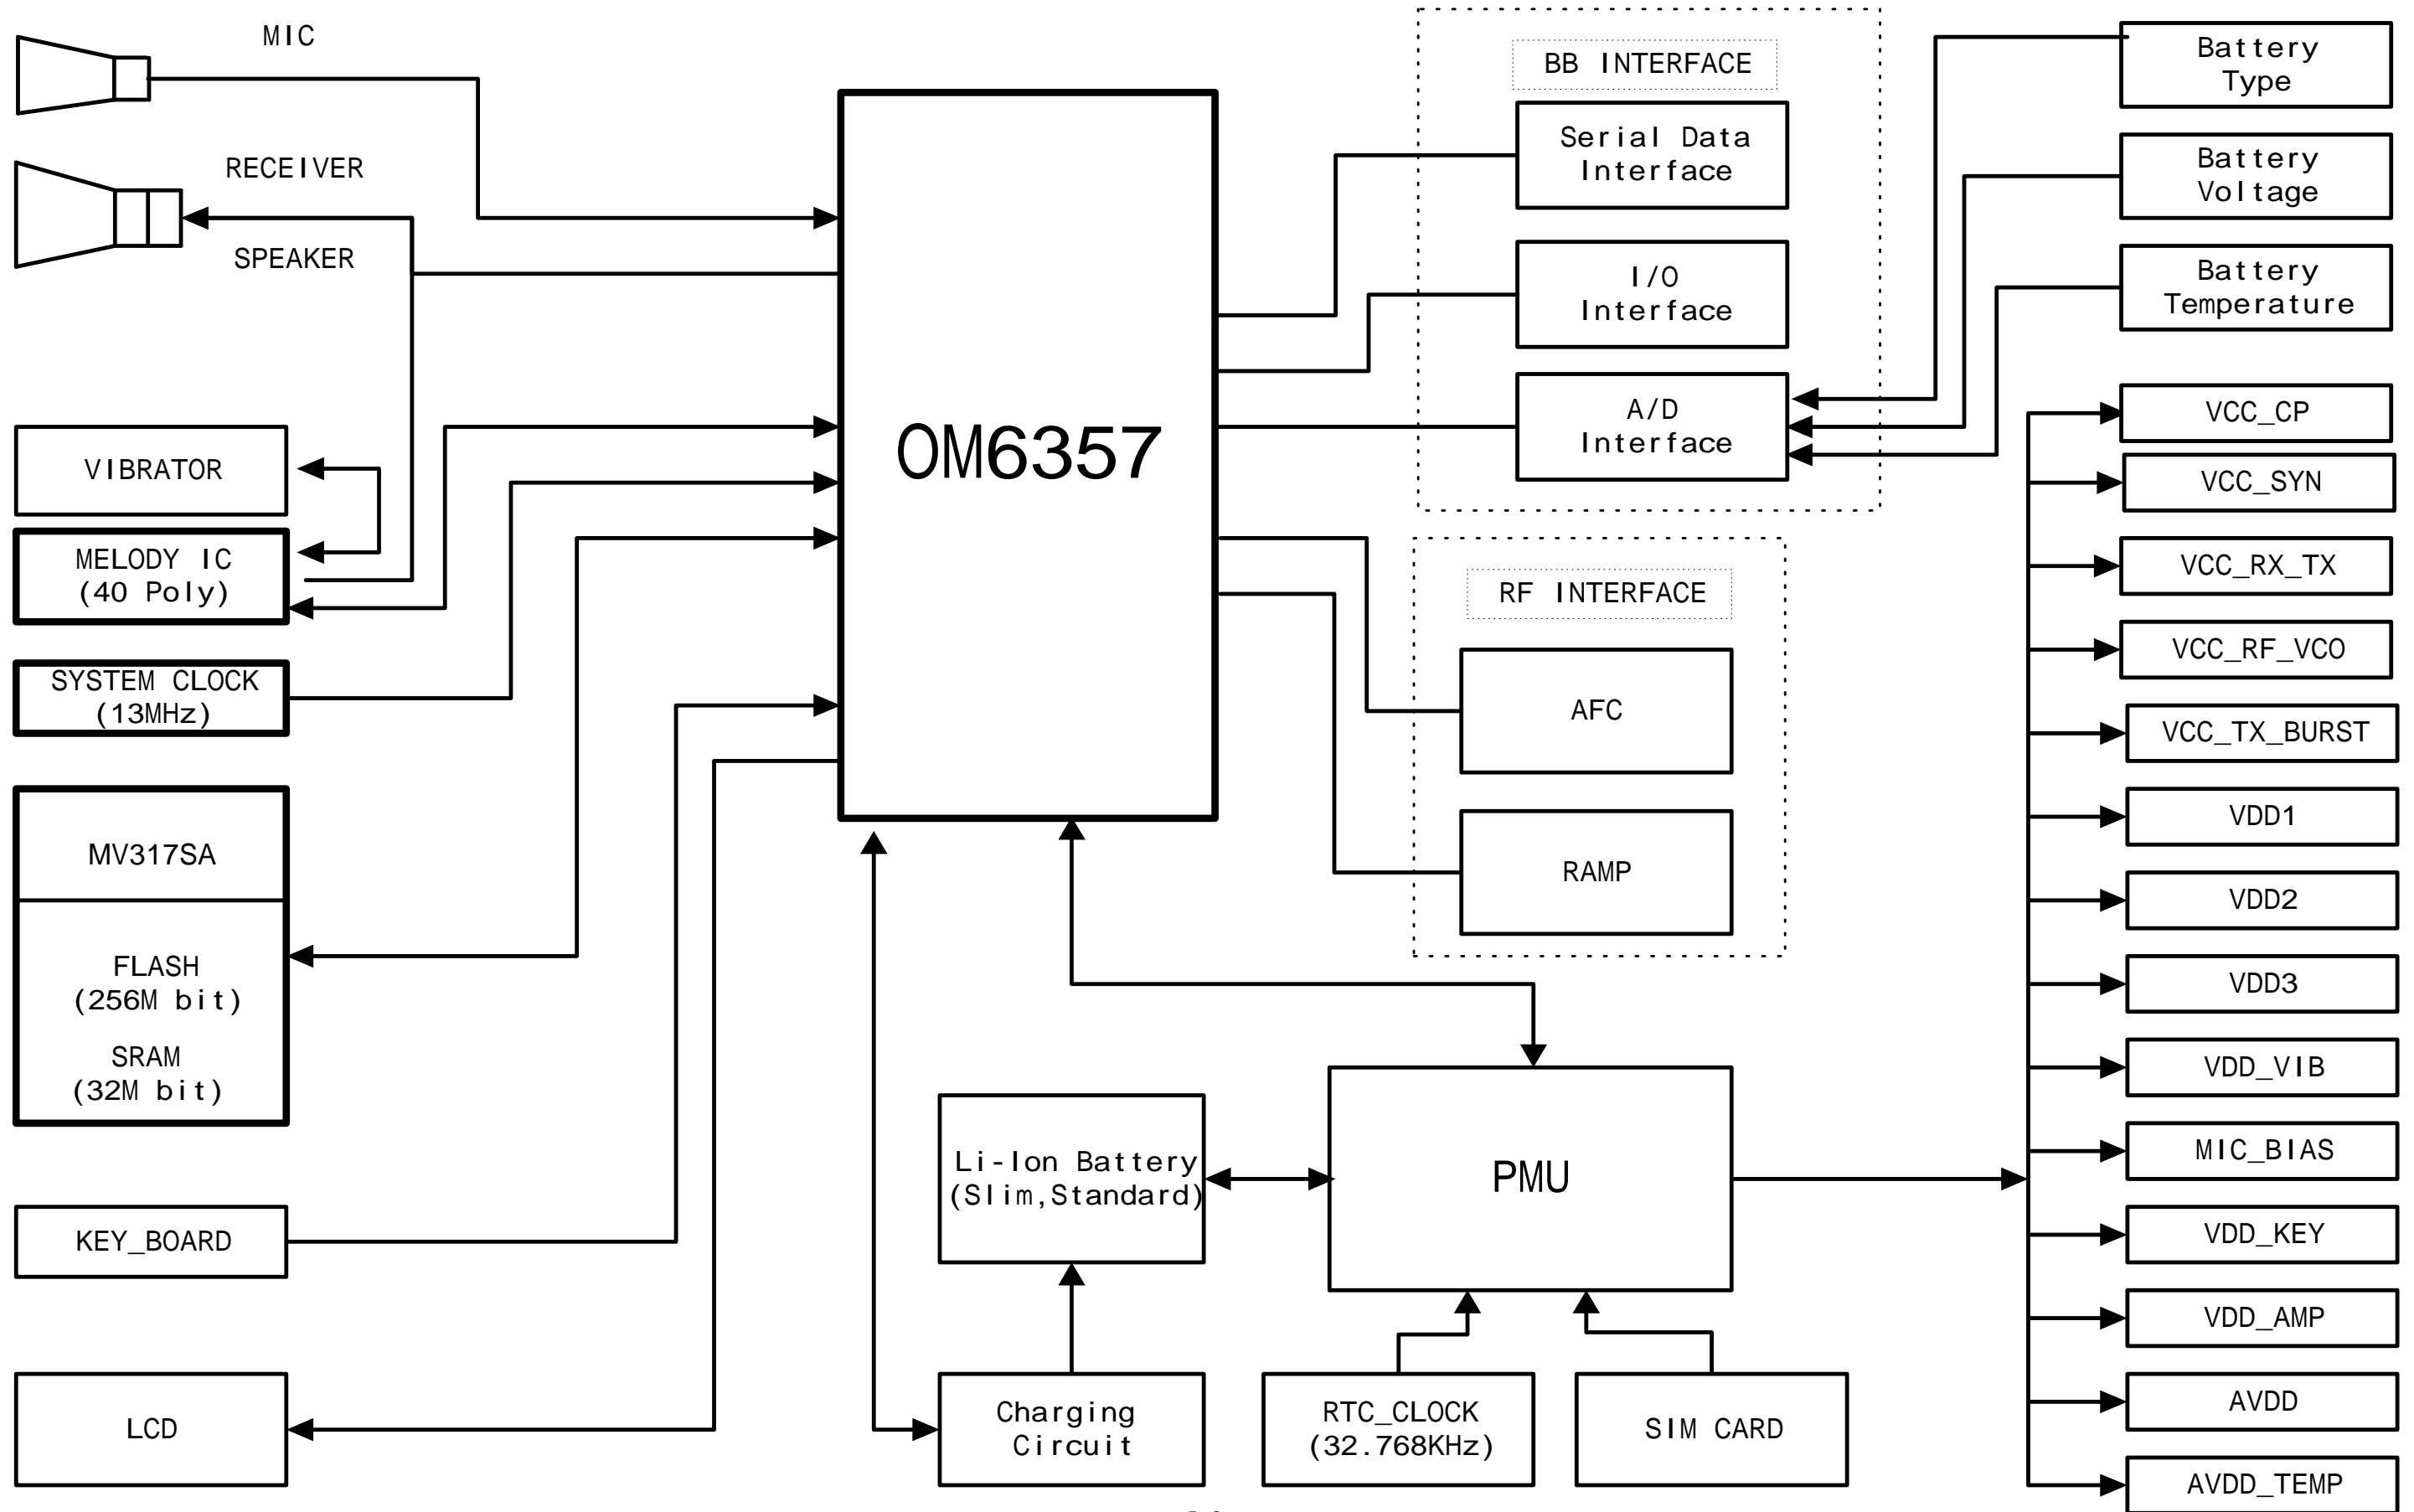 MIC
RECEIVER
SPEAKER
VIBRATOR
MELODY IC
(40 Poly)
SYSTEM CLOCK
(13MHz)
MV317SA
FLASH
(256M bit)
SRAM
(32M bit)
KEY_BOARD
LCD
OM6357
BB INTERFACE
Serial Data
Interface
I/O
Interface
A/D
Interface
RF INTERFACE
AFC
RAMP
Li-Ion Battery
(Slim,Standard)
PMU
Charging
Circuit
RTC_CLOCK
(32.768KHz)
SIM CARD
Battery
Type
Battery
Voltage
Battery
Temperature
VCC_CP
VCC_SYN
VCC_RX_TX
VCC_RF_VCO
VCC_TX_BURST
VDD1
VDD2
VDD3
VDD_VIB
MIC_BIAS
VDD_KEY
VDD_AMP
AVDD
AVDD_TEMP